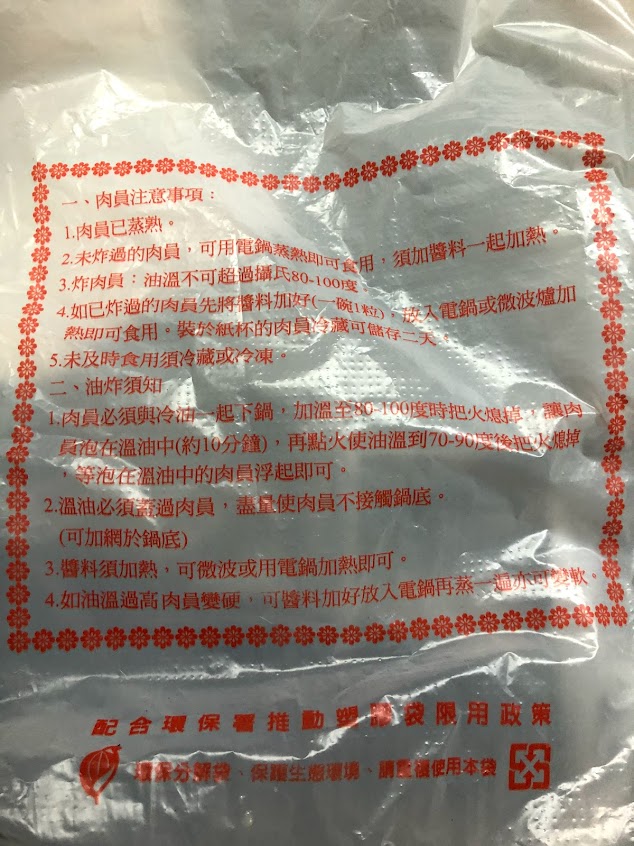 一、肉員注意事項：
1.肉員已蒸熟。
2.未炸過的肉員，可用電鍋蒸熱即可食用，須加醬料一起加熱。
3.炸肉員：油溫不可超過攝氏80-100度
4.如已炸過的肉員先將醬料加好(一碗1粒)，放入電鍋或微波爐加
熱即可食用。裝於紙杯的肉員冷藏可儲存二天。
5.未及時食用須冷藏或冷凍。
二、油炸須知
1.肉員必須與冷油一起下鍋，加溫至80-100度時把火熄掉，讓肉
員泡在溫油中(約10分鐘)，再點火使油溫到70-90度後把火熄掉
，等泡在溫油中的肉員浮起即可。
2.溫油必須蓋過肉員，盡量使肉員不接觸鍋底。
(可加網於鍋底)
3.醬料須加熱，可微波或用電鍋加熱即可。
4.如油溫過高肉員變硬，可醬料加好放入電鍋再蒸一遍亦可變軟。
配合環保署推動塑膠袋限用政策
環保分解袋、保護生態環境、請重複使用本袋